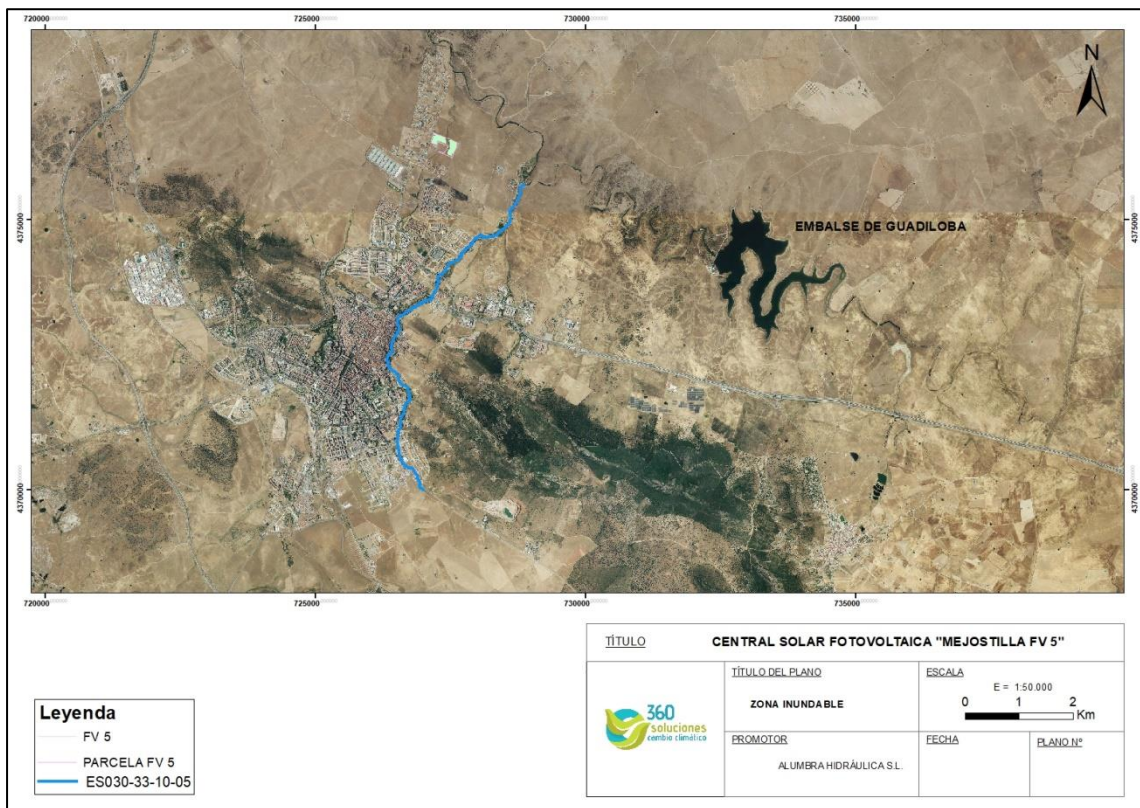 720000
725000
730000
735000
N
4375000
4375000
EMBALSE DE GUADILOBA
4370000
4370000
720000
725000
730000
735000
TÍTULO
CENTRAL SOLAR FOTOVOLTAICA "MEJOSTILLA FV 5"
TÍTULO DEL PLANO
ESCALA
E = 1:50.000
0 1 2
Km
ZONA INUNDABLE
360
soluciones
cambio climático
PROMOTOR
FECHA
PLANO Nº
ALUMBRA HIDRÁULICA S.L.
Leyenda
FV 5
PARCELA FV 5
ES030-33-10-05